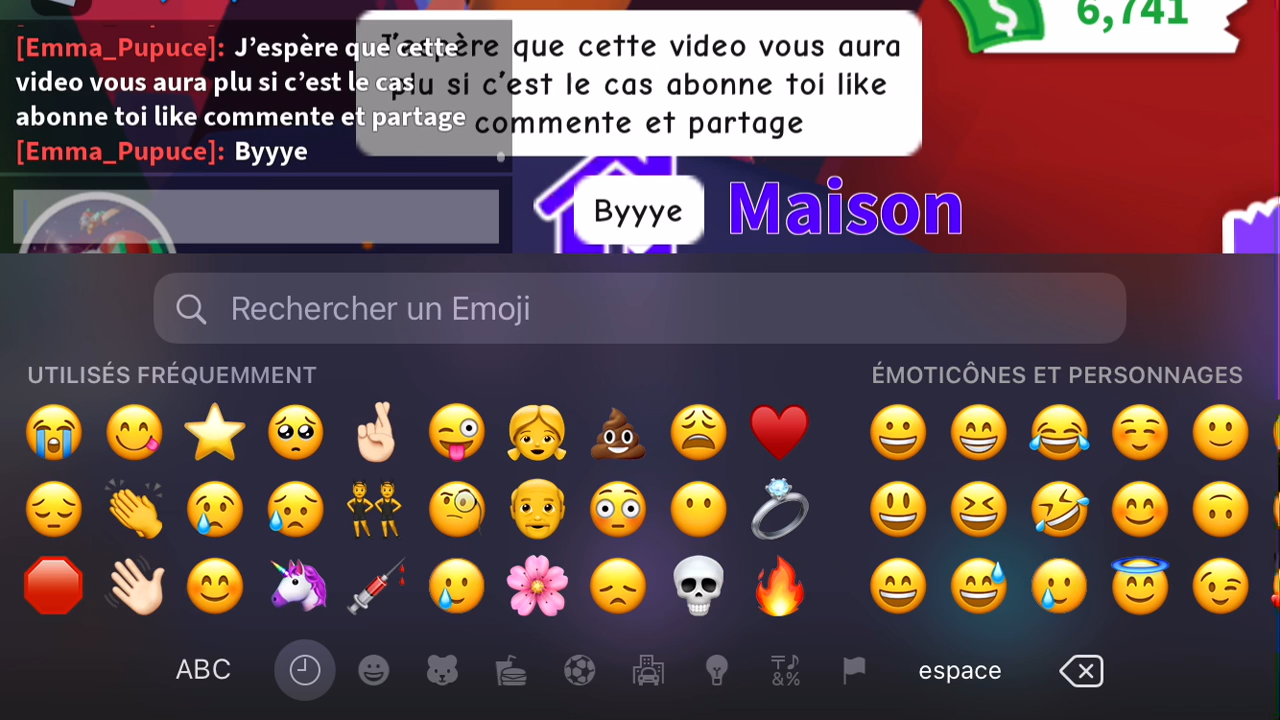 6,741
[Emma_Pupuce]: J’espère que cette
video vous aura plu si c’est le cas
abonne toi like commente et partage
[Emma_Pupuce]: Byyye
J’espère que cette video vous aura
plu si c’est le cas abonne toi like
commente et partage
Byyye
Maison
Rechercher un Emoji
UTILISÉS FRÉQUEMMENT
ÉMOTICÔNES ET PERSONNAGES
ABC
espace